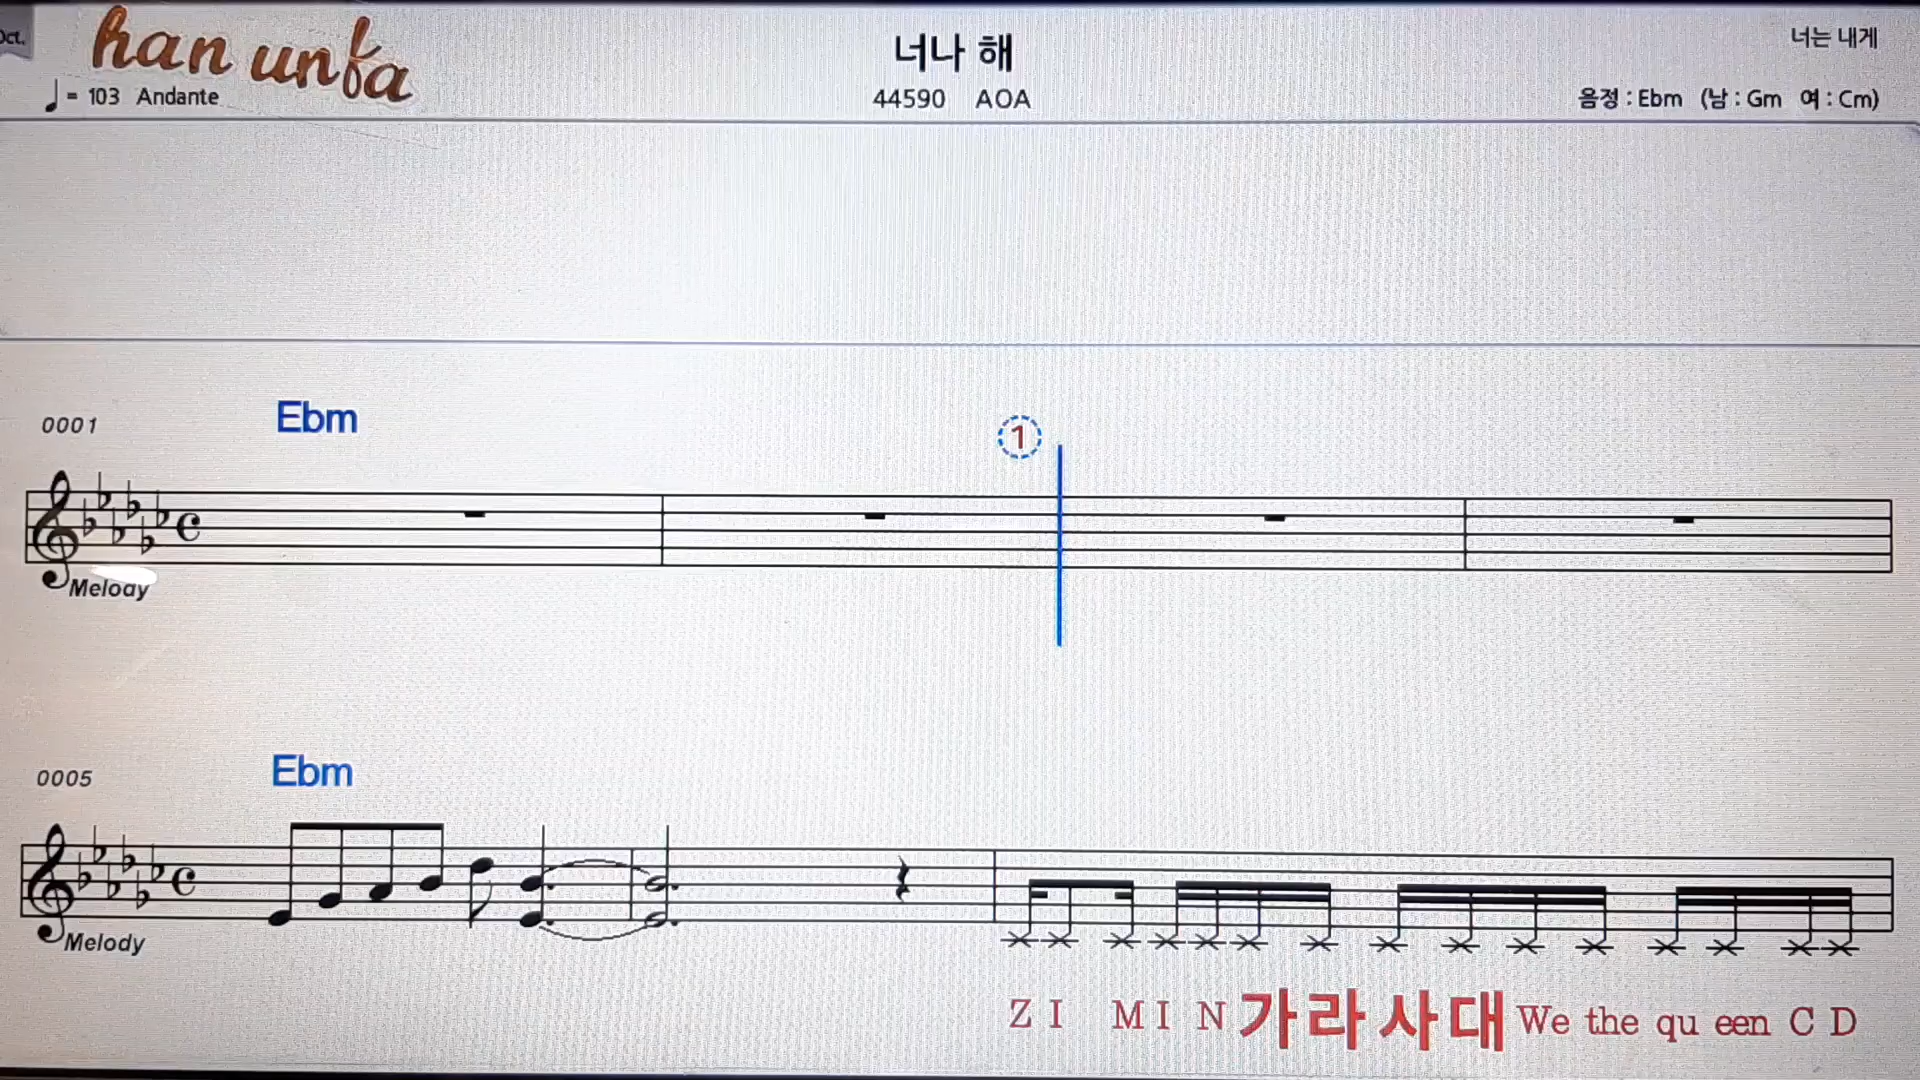 Oct.
han unfa
너나 해
너는 내게
♩= 103 Andante
44590 AOA
음정 : Ebm (남 : Gm 여 : Cm)
0001
Ebm
1
Melody
0005
Ebm
Melody
Z I M I N 가 라 사 대 We the qu een C D